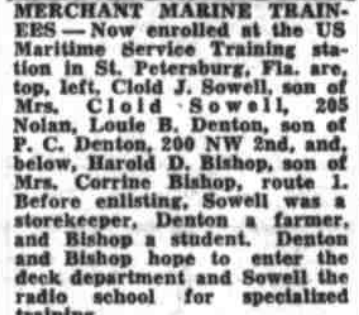 MERCHANT MARINE TRAIN-
EES — Now enrolled at the US
Maritime Service Training sta-
tion in St. Petersburg, Fla. are,
top, left, Cloid J. Sowell, son of
Mrs. Cloid Sowell, 205
Nolan, Louie B. Denton, son of
P. C. Denton, 200 NW 2nd, and,
below, Harold D. Bishop, son of
Mrs. Corrine Bishop, route 1.
Before enlisting, Sowell was a
storekeeper, Denton a farmer,
and Bishop a student. Denton
and Bishop hope to enter the
deck department and Sowell the
radio school for specialized
training.